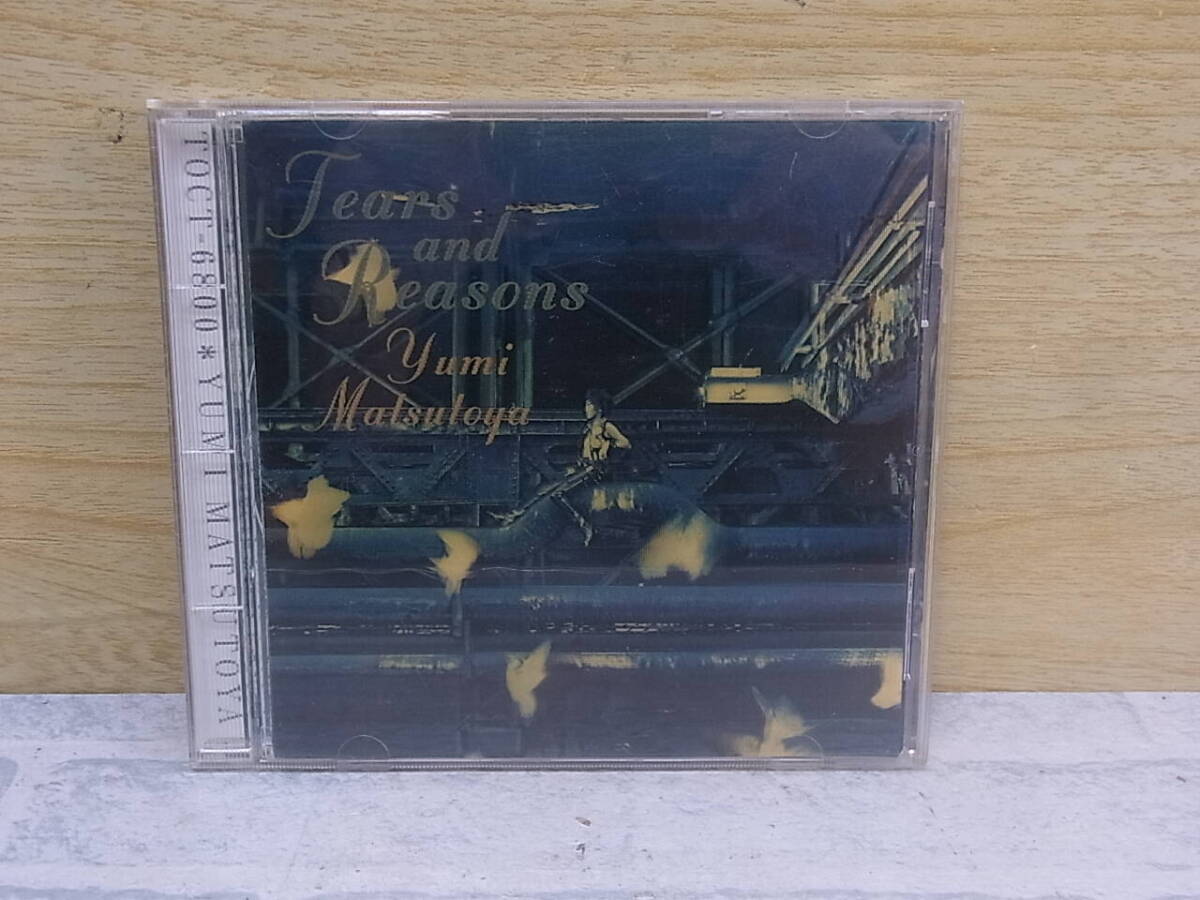 Tears
and
Reasons
Yumi
Matsutoya
TOCT-6800*YUMI MATSUTOYA